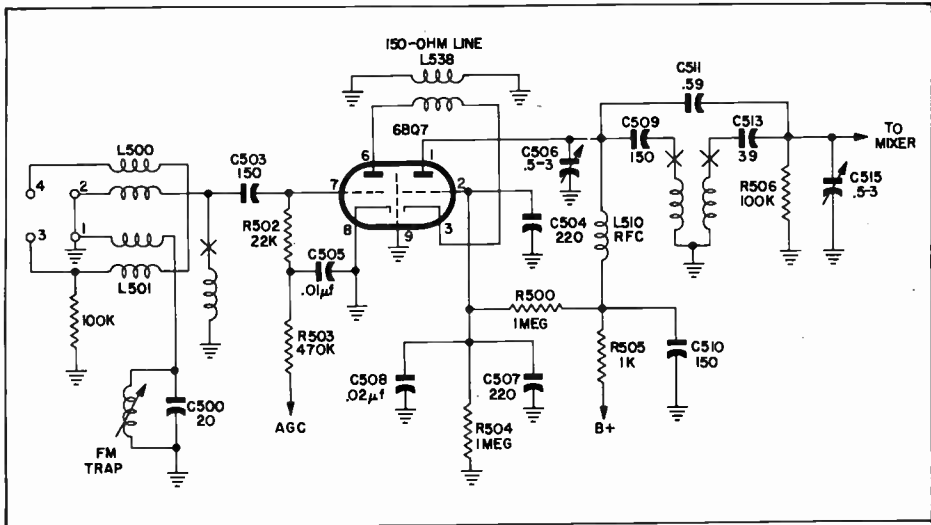 150-OHM LINE
L538
6BQ7
6
1
7
2
8
9
3
4
2
3
1
L500
L501
100K
FM
TRAP
C500
20
C503
150
R502
22K
C505
.01µf
R503
470K
AGC
C506
.5-3
C504
220
R500
1MEG
C508
.02µf
C507
220
R504
1MEG
L510
RFC
R505
1K
B+
C510
150
C509
150
C511
.59
C513
39
R506
100K
C515
.5-3
TO
MIXER